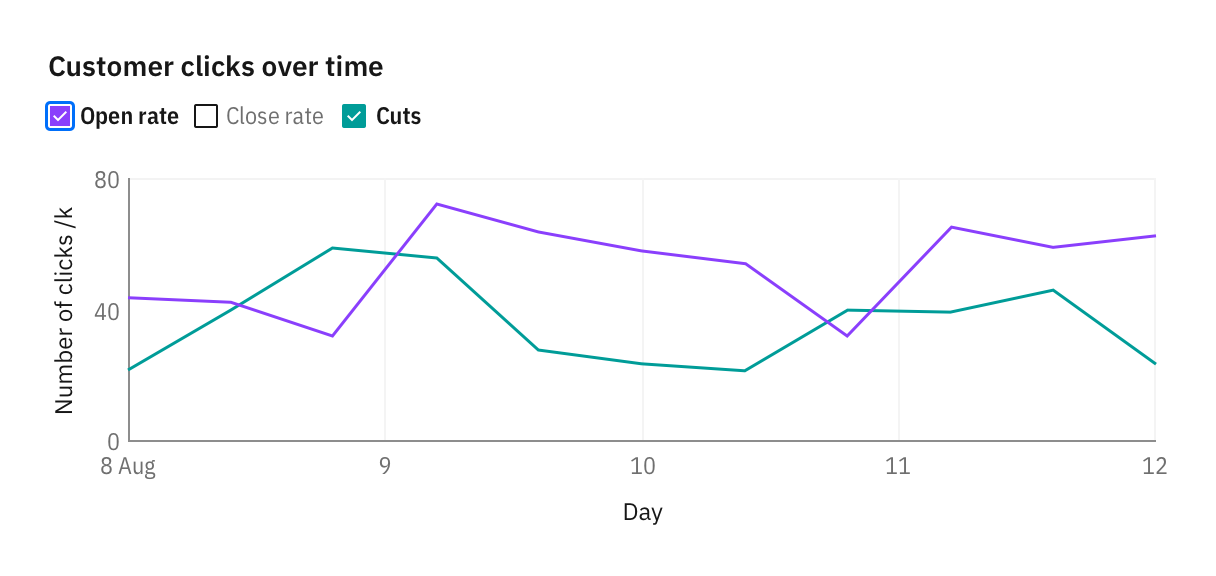 Customer clicks over time
Open rate Close rate Cuts
80
40
0
Number of clicks /k
8 Aug 9 10 11 12
Day